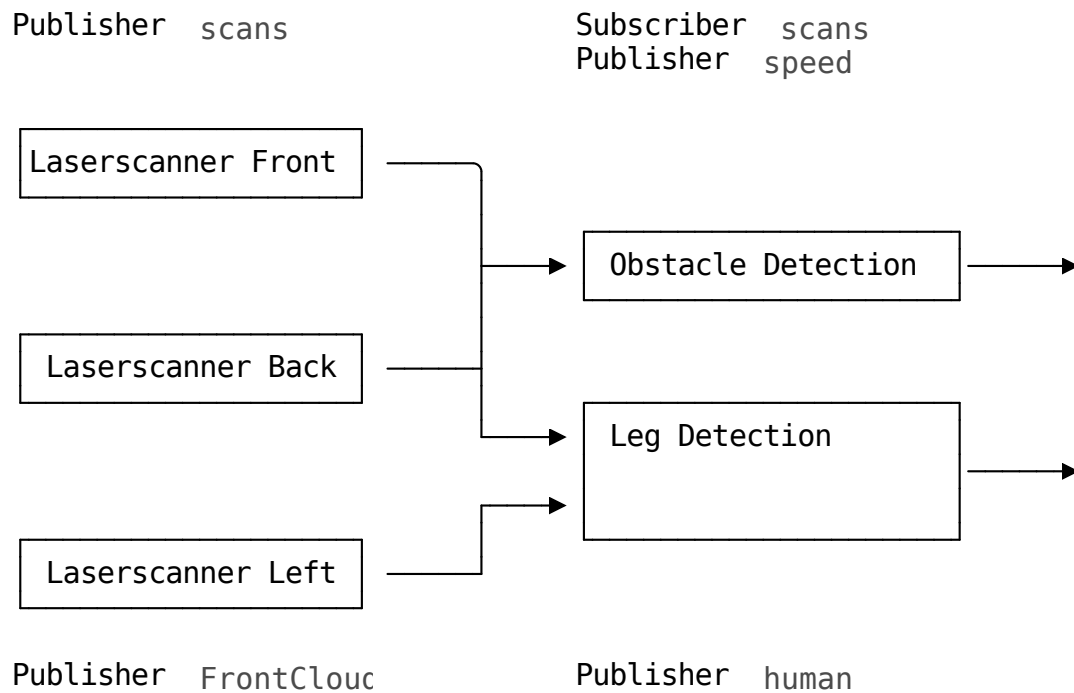 Publisher scans
Subscriber scans
Publisher speed
Laserscanner Front
Obstacle Detection
Laserscanner Back
Leg Detection
Laserscanner Left
Publisher FrontCloud
Publisher human